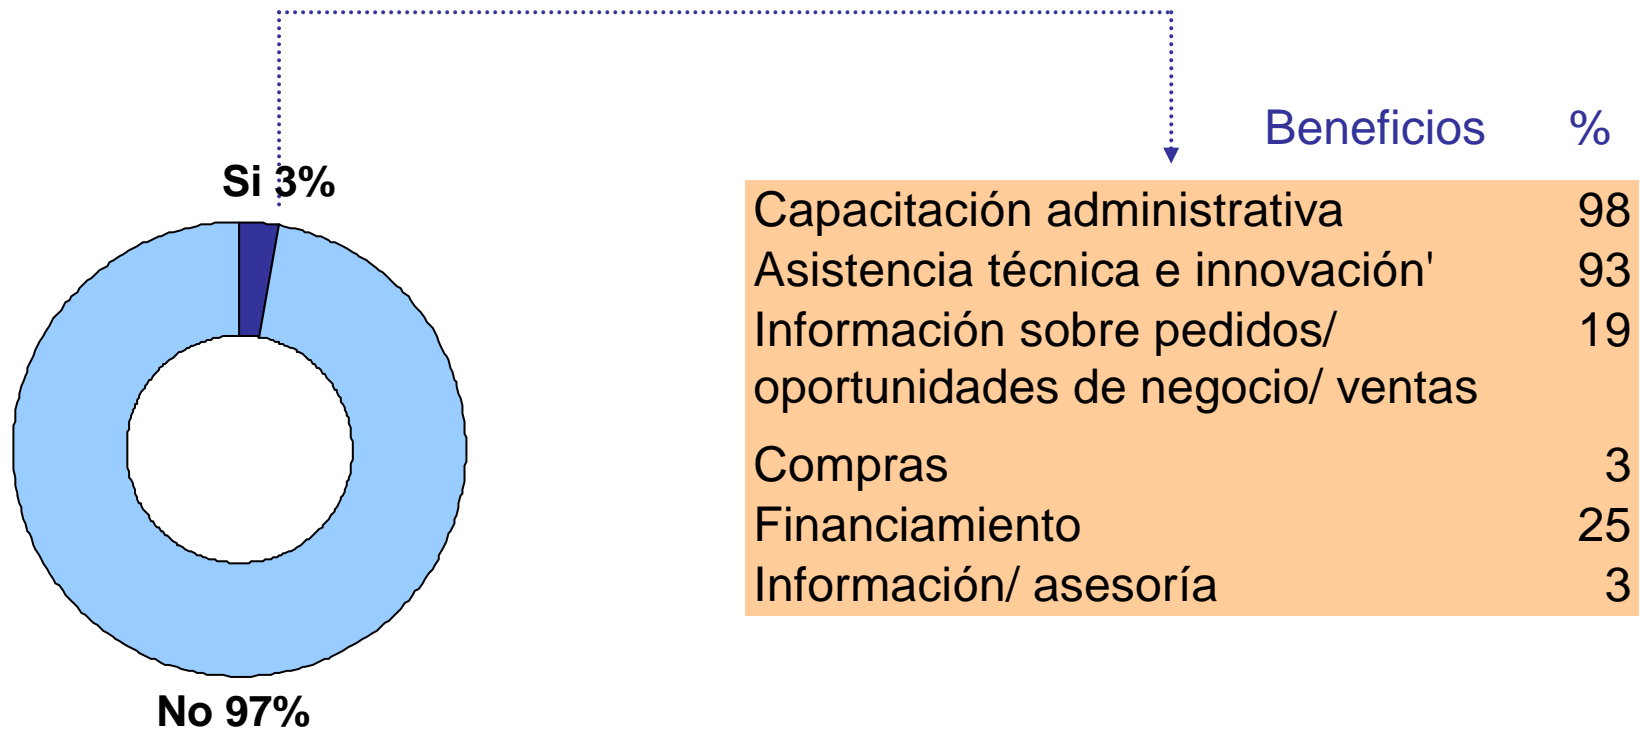 Si 3%
No 97%
Beneficios %
Capacitación administrativa 98
Asistencia técnica e innovación' 93
Información sobre pedidos/ 19
oportunidades de negocio/ ventas
Compras 3
Financiamiento 25
Información/ asesoría 3